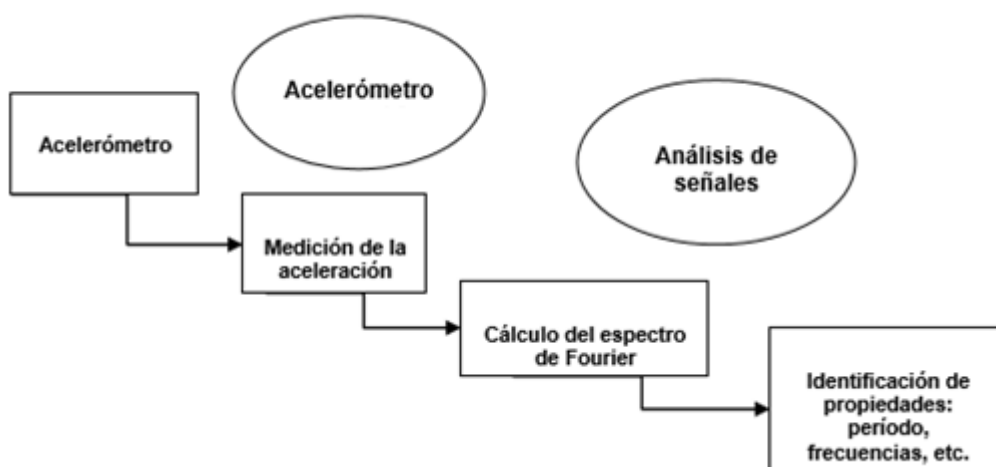 Acelerómetro
Acelerómetro
Análisis de
señales
Medición de la
aceleración
Cálculo del espectro
de Fourier
Identificación de
propiedades:
período,
frecuencias, etc.